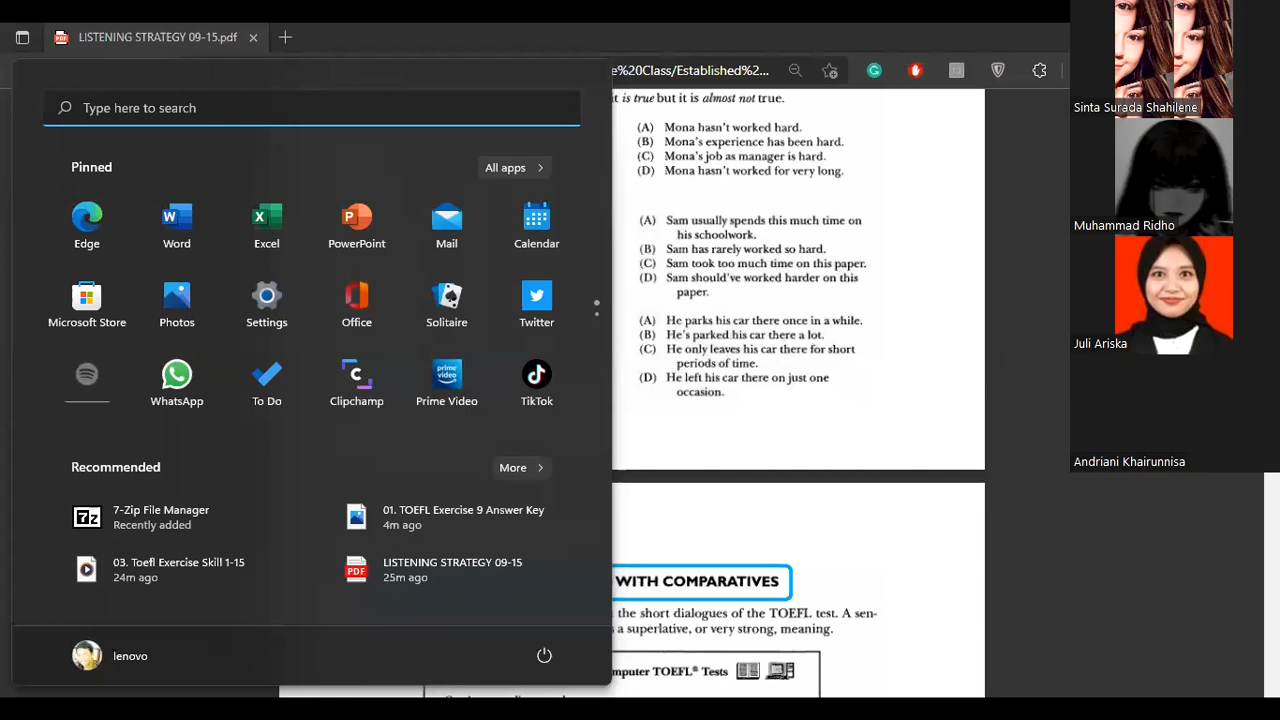 LISTENING STRATEGY 09-15.pdf
e%20Class/Established%2...
Type here to search
Pinned
All apps
Edge
Word
Excel
PowerPoint
Mail
Calendar
Microsoft Store
Photos
Settings
Office
Solitaire
Twitter
WhatsApp
To Do
Clipchamp
Prime Video
TikTok
Recommended
More
7-Zip File Manager
Recently added
01. TOEFL Exercise 9 Answer Key
4m ago
03. Toefl Exercise Skill 1-15
24m ago
LISTENING STRATEGY 09-15
25m ago
lenovo
t is true but it is almost not true.
(A) Mona hasn't worked hard.
(B) Mona's experience has been hard.
(C) Mona's job as manager is hard.
(D) Mona hasn't worked for very long.
(A) Sam usually spends this much time on
his schoolwork.
(B) Sam has rarely worked so hard.
(C) Sam took too much time on this paper.
(D) Sam should've worked harder on this
paper.
(A) He parks his car there once in a while.
(B) He's parked his car there a lot.
(C) He only leaves his car there for short
periods of time.
(D) He left his car there on just one
occasion.
WITH COMPARATIVES
the short dialogues of the TOEFL test. A sen-
s a superlative, or very strong, meaning.
mputer TOEFL® Tests
Sinta Surada Shahilene
Muhammad Ridho
Juli Ariska
Andriani Khairunnisa